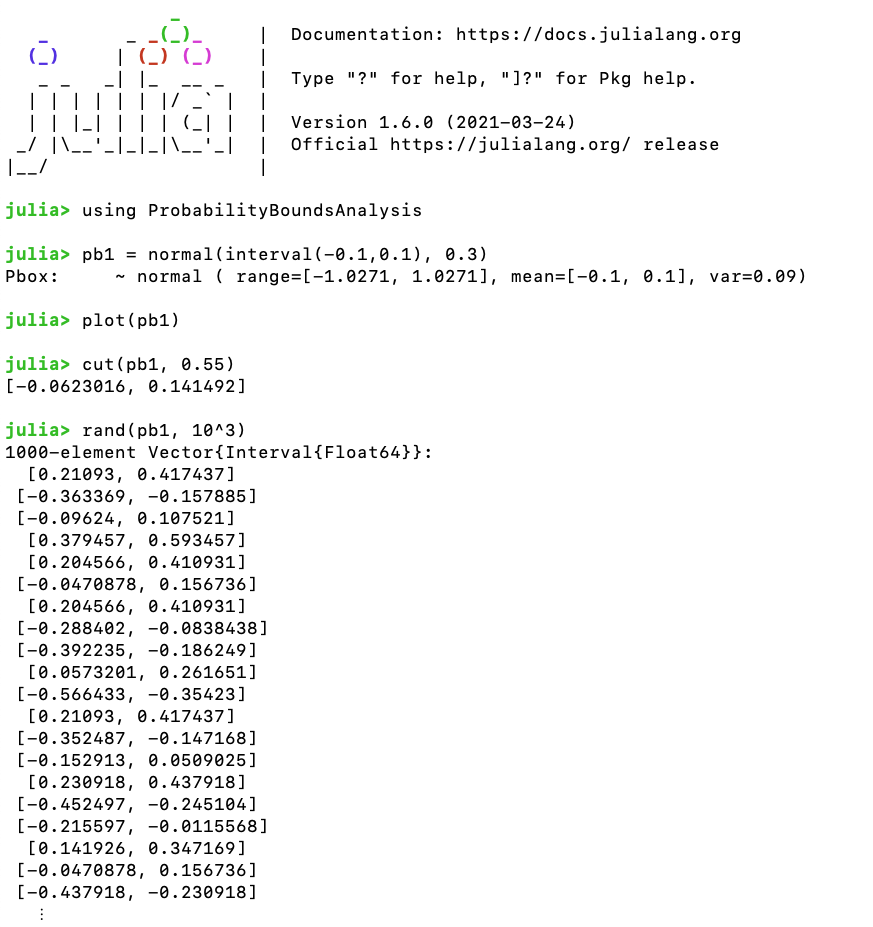 _
   _       _ _(_)_     |  Documentation: https://docs.julialang.org
  (_)     | (_) (_)    |
   _ _   _| |_  __ _   |  Type "?" for help, "]?" for Pkg help.
  | | | | | | |/ _` |  |
  | | |_| | | | (_| |  |  Version 1.6.0 (2021-03-24)
 _/ |\__'_|_|_|\__'_|  |  Official https://julialang.org/ release
|__/                   |
julia> using ProbabilityBoundsAnalysis
julia> pb1 = normal(interval(-0.1,0.1), 0.3)
Pbox:     ~ normal ( range=[-1.0271, 1.0271], mean=[-0.1, 0.1], var=0.09)
julia> plot(pb1)
julia> cut(pb1, 0.55)
[-0.0623016, 0.141492]
julia> rand(pb1, 10^3)
1000-element Vector{Interval{Float64}}:
  [0.21093, 0.417437]
 [-0.363369, -0.157885]
 [-0.09624, 0.107521]
  [0.379457, 0.593457]
  [0.204566, 0.410931]
 [-0.0470878, 0.156736]
  [0.204566, 0.410931]
 [-0.288402, -0.0838438]
 [-0.392235, -0.186249]
  [0.0573201, 0.261651]
 [-0.566433, -0.35423]
  [0.21093, 0.417437]
 [-0.352487, -0.147168]
 [-0.152913, 0.0509025]
  [0.230918, 0.437918]
 [-0.452497, -0.245104]
 [-0.215597, -0.0115568]
  [0.141926, 0.347169]
 [-0.0470878, 0.156736]
 [-0.437918, -0.230918]
   ⋮